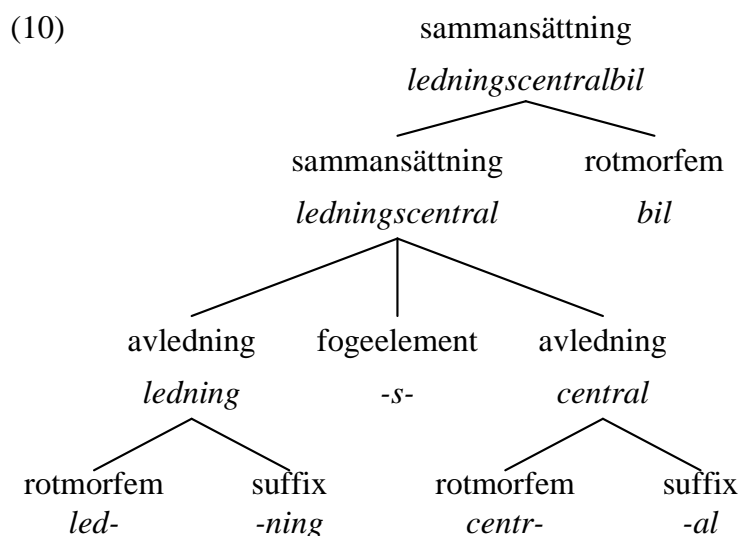 (10) sammansättning
ledningscentralbil
sammansättning rotmorfem
ledningscentral bil
avledning fogeelement avledning
ledning -s- central
rotmorfem suffix rotmorfem suffix
led- -ning centr- -al